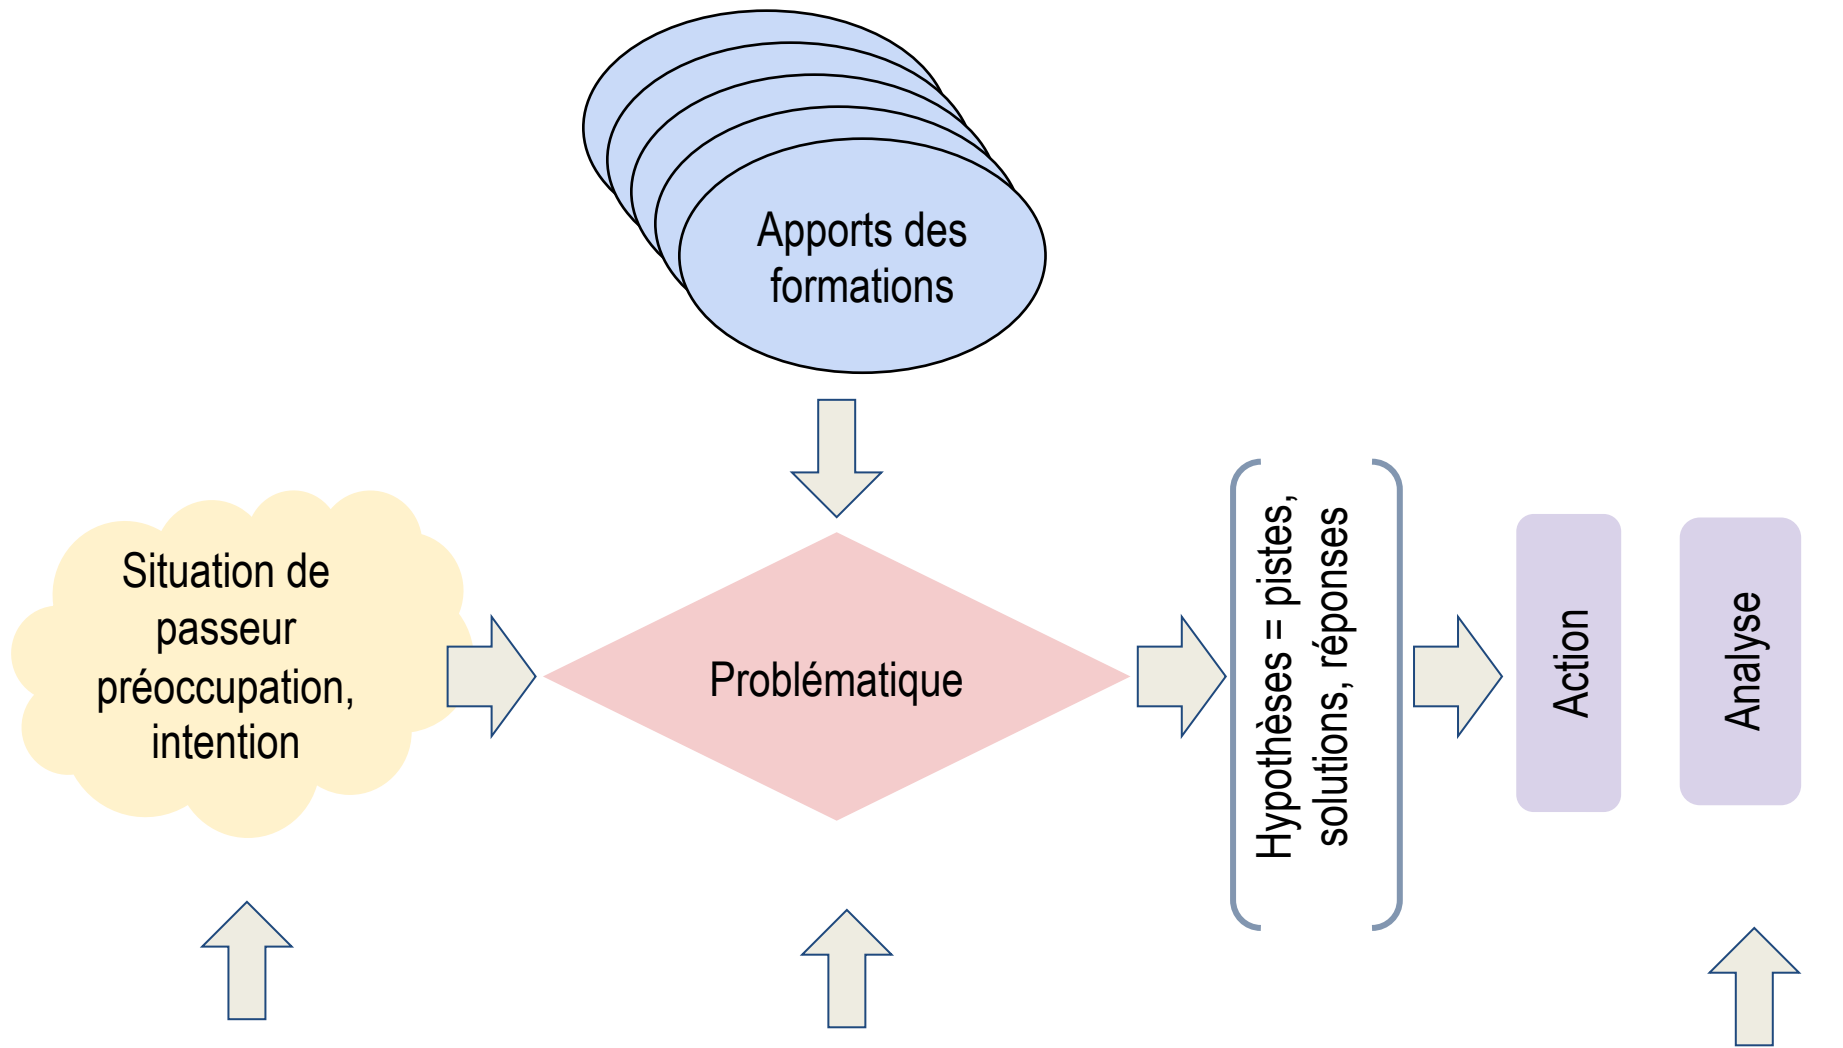 Apports des
formations
Situation de
passeur
préoccupation,
intention
Problématique
Hypothèses = pistes,
solutions, réponses
Action
Analyse